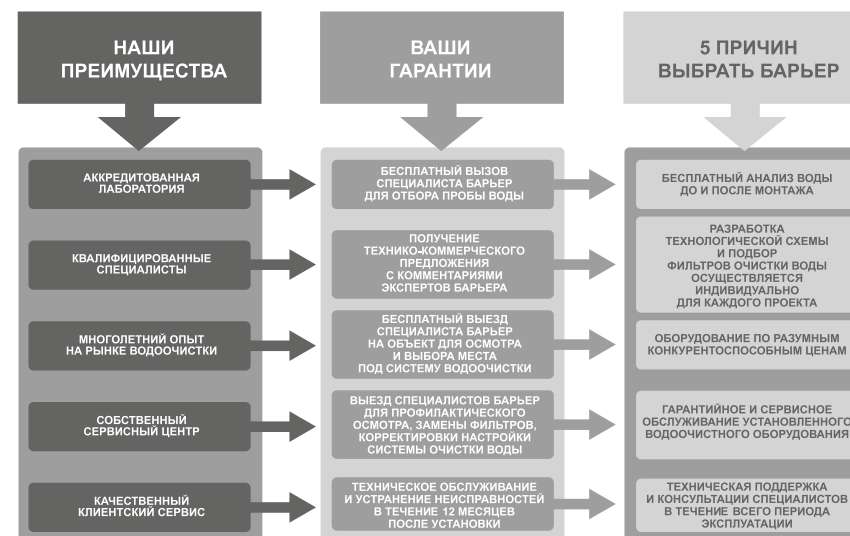 НАШИ
ПРЕИМУЩЕСТВА
ВАШИ
ГАРАНТИИ
5 ПРИЧИН
ВЫБРАТЬ БАРЬЕР
АККРЕДИТОВАННАЯ
ЛАБОРАТОРИЯ
БЕСПЛАТНЫЙ ВЫЗОВ
СПЕЦИАЛИСТА БАРЬЕР
ДЛЯ ОТБОРА ПРОБЫ ВОДЫ
БЕСПЛАТНЫЙ АНАЛИЗ ВОДЫ
ДО И ПОСЛЕ МОНТАЖА
КВАЛИФИЦИРОВАННЫЕ
СПЕЦИАЛИСТЫ
ПОЛУЧЕНИЕ
ТЕХНИКО-КОММЕРЧЕСКОГО
ПРЕДЛОЖЕНИЯ
С КОММЕНТАРИЯМИ
ЭКСПЕРТОВ БАРЬЕРА
РАЗРАБОТКА
ТЕХНОЛОГИЧЕСКОЙ СХЕМЫ
И ПОДБОР
ФИЛЬТРОВ ОЧИСТКИ ВОДЫ
ОСУЩЕСТВЛЯЕТСЯ
ИНДИВИДУАЛЬНО
ДЛЯ КАЖДОГО ПРОЕКТА
МНОГОЛЕТНИЙ ОПЫТ
НА РЫНКЕ ВОДООЧИСТКИ
БЕСПЛАТНЫЙ ВЫЕЗД
СПЕЦИАЛИСТА БАРЬЕР
НА ОБЪЕКТ ДЛЯ ОСМОТРА
И ВЫБОРА МЕСТА
ПОД СИСТЕМУ ВОДООЧИСТКИ
ОБОРУДОВАНИЕ ПО РАЗУМНЫМ
КОНКУРЕНТОСПОСОБНЫМ ЦЕНАМ
СОБСТВЕННЫЙ
СЕРВИСНЫЙ ЦЕНТР
ВЫЕЗД СПЕЦИАЛИСТОВ БАРЬЕР
ДЛЯ ПРОФИЛАКТИЧЕСКОГО
ОСМОТРА, ЗАМЕНЫ ФИЛЬТРОВ,
КОРРЕКТИРОВКИ НАСТРОЙКИ
СИСТЕМЫ ОЧИСТКИ ВОДЫ
ГАРАНТИЙНОЕ И СЕРВИСНОЕ
ОБСЛУЖИВАНИЕ УСТАНОВЛЕННОГО
ВОДООЧИСТНОГО ОБОРУДОВАНИЯ
КАЧЕСТВЕННЫЙ
КЛИЕНТСКИЙ СЕРВИС
ТЕХНИЧЕСКОЕ ОБСЛУЖИВАНИЕ
И УСТРАНЕНИЕ НЕИСПРАВНОСТЕЙ
В ТЕЧЕНИЕ 12 МЕСЯЦЕВ
ПОСЛЕ УСТАНОВКИ
ТЕХНИЧЕСКАЯ ПОДДЕРЖКА
И КОНСУЛЬТАЦИИ СПЕЦИАЛИСТОВ
В ТЕЧЕНИЕ ВСЕГО ПЕРИОДА
ЭКСПЛУАТАЦИИ